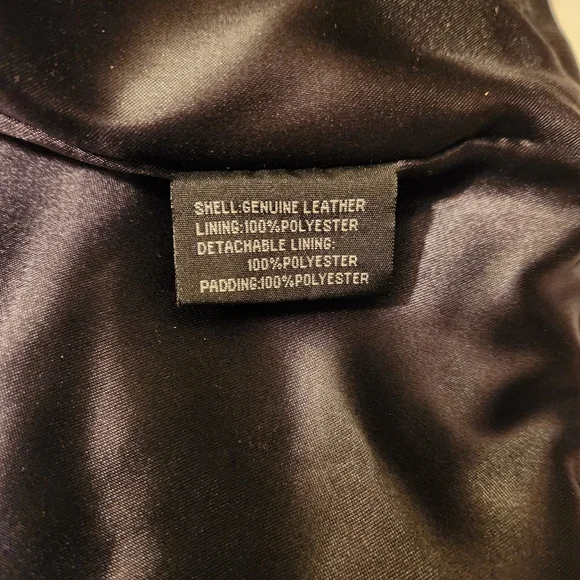 SHELL:GENUINE LEATHER
LINING:100%POLYESTER
DETACHABLE LINING:
100%POLYESTER
PADDING:100%POLYESTER